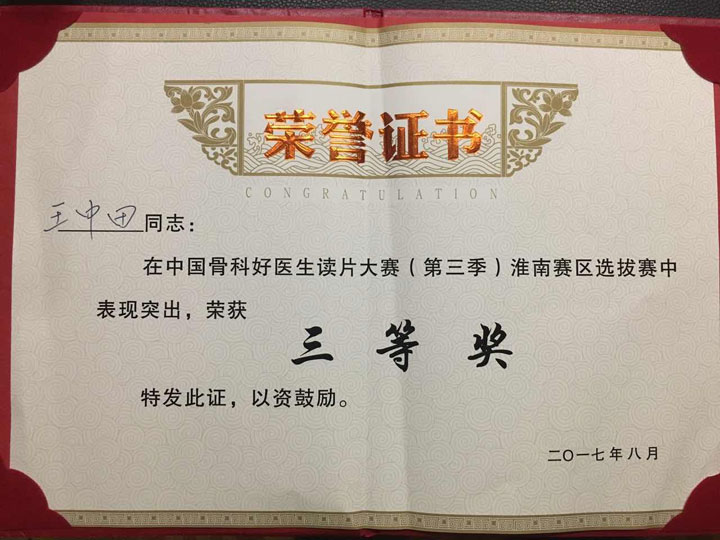 荣誉证书
CONGRATULATION
王中田同志：
在中国骨科好医生读片大赛（第三季）淮南赛区选拔赛中
表现突出，荣获
三等奖
特发此证，以资鼓励。
二〇一七年八月